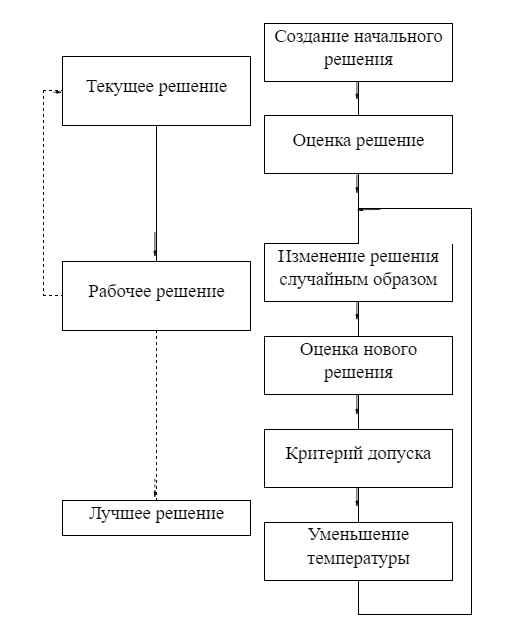 Создание начального
решения
Текущее решение
Оценка решение
Изменение решения
случайным образом
Рабочее решение
Оценка нового
решения
Критерий допуска
Лучшее решение
Уменьшение
температуры